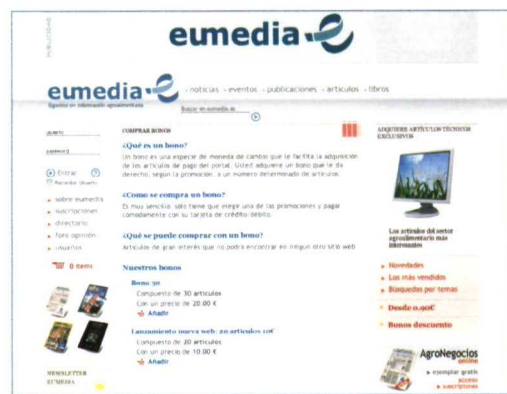 PUBLICIDAD
eumedia
eumedia
noticias eventos publicaciones artículos libros
Buscar en eumedia.es
usuario
password
Entrar
Recordar Usuario
sobre eumedia
suscripciones
directorio
foro opinión
usuarios
0 items
NEWSLETTER
EUMEDIA
COMPRAR BONOS
¿Qué es un bono?
Un bono es una especie de moneda de cambio que le facilita la adquisición
de los artículos de pago del portal. Usted adquiere un bono que le da
derecho, según la promoción, a un número determinado de artículos.
¿Como se compra un bono?
Es muy sencillo, sólo tiene que elegir una de las promociones y pagar
cómodamente con su tarjeta de crédito/débito.
¿Qué se puede comprar con un bono?
Artículos de gran interés que no podrá encontrar en ningún otro sitio web
Nuestros bonos
Bono 30
Compuesto de 30 artículos
Con un precio de 20.00 €
Añadir
Lanzamiento nueva web: 20 articulos 10€
Compuesto de 20 artículos
Con un precio de 10.00 €
Añadir
ADQUIERE ARTÍCULOS TÉCNICOS
EXCLUSIVOS
Los artículos del sector
agroalimentario más
interesantes
Novedades
Los más vendidos
Búsquedas por temas
Desde 0.90€
Bonos descuento
AgroNegocios
online
ejemplar gratis
acceso
suscriptores